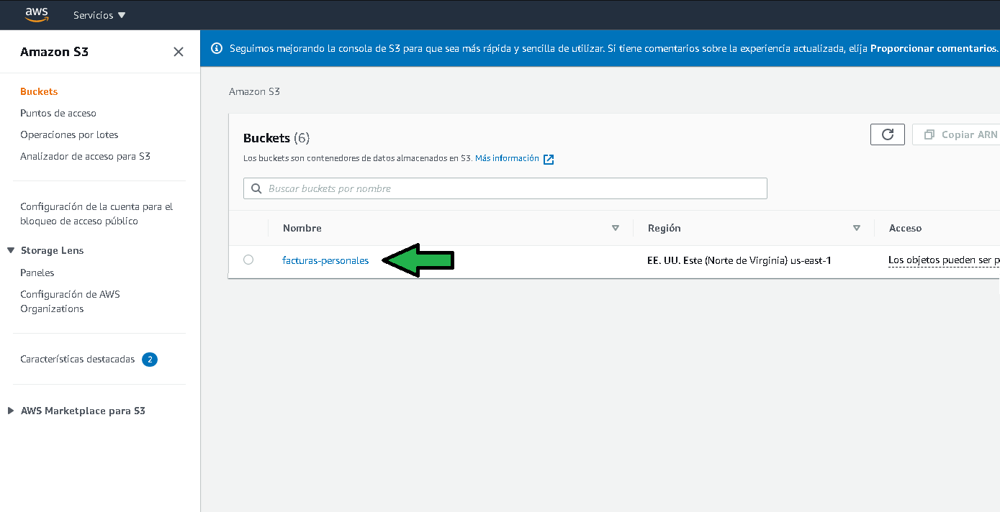 aws
Servicios
Amazon S3
Seguimos mejorando la consola de S3 para que sea más rápida y sencilla de utilizar. Si tiene comentarios sobre la experiencia actualizada, elija Proporcionar comentarios.
Buckets
Puntos de acceso
Operaciones por lotes
Analizador de acceso para S3
Configuración de la cuenta para el
bloqueo de acceso público
Storage Lens
Paneles
Configuración de AWS
Organizations
Características destacadas 2
AWS Marketplace para S3
Amazon S3
Buckets (6)
Copiar ARN
Los buckets son contenedores de datos almacenados en S3. Más información
Buscar buckets por nombre
Nombre Región Acceso
facturas-personales EE. UU. Este (Norte de Virginia) us-east-1 Los objetos pueden ser